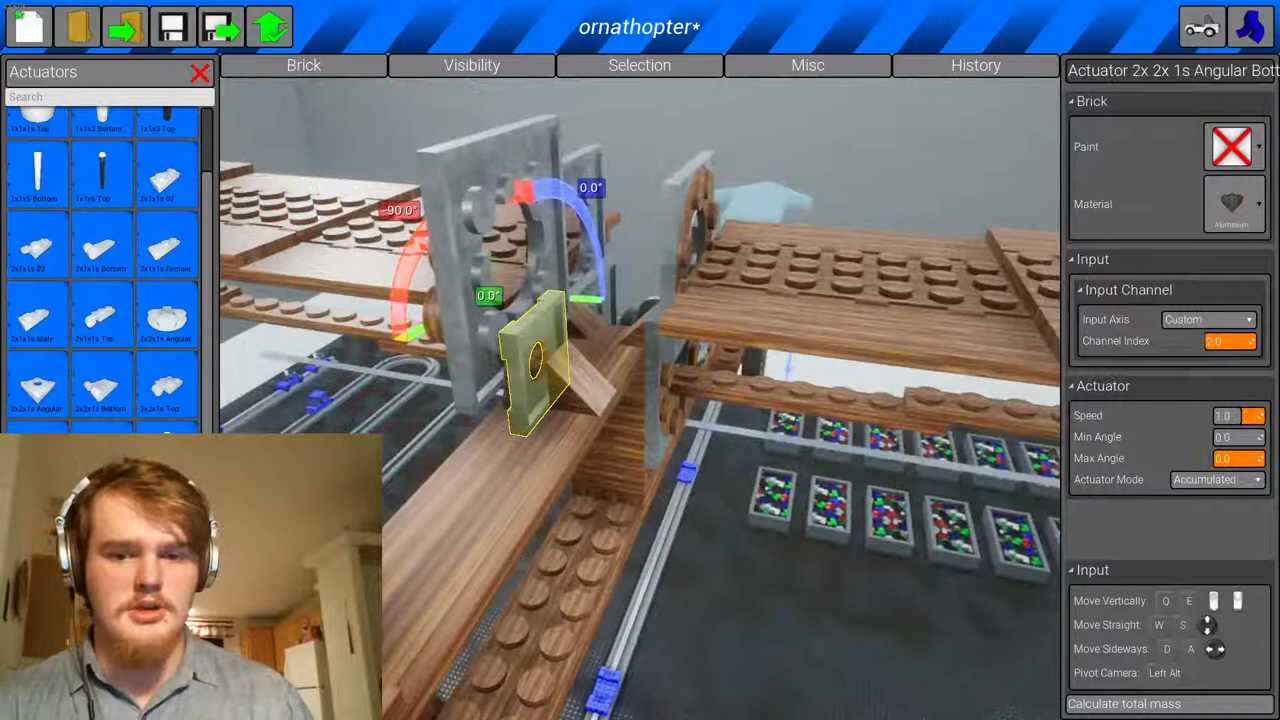 ornathopter*
Actuators
Brick
Visibility
Selection
Misc
History
Actuator 2x 2x 1s Angular Bott
Search
1x1x1s Top
1x1x3 Bottom
1x1x3 Top
1x1x6 Bottom
1x1x6 Top
2x1x1s 02
2x1x1s 02
2x1x1s Bottom
2x1x1s Female
2x1x1s Male
2x1x1s Top
2x2x1s Angular
2x2x1s Angular
2x2x1s Bottom
2x2x1s Top
-90.0°
0.0°
0.0°
Brick
Paint
Material
Aluminum
Input
Input Channel
Input Axis
Custom
Channel Index
2.0
Actuator
Speed
1.0
Min Angle
0.0
Max Angle
0.0
Actuator Mode
Accumulated
Input
Move Vertically:
Q
E
Move Straight:
W
S
Move Sideways:
D
A
Pivot Camera:
Left Alt
Calculate total mass